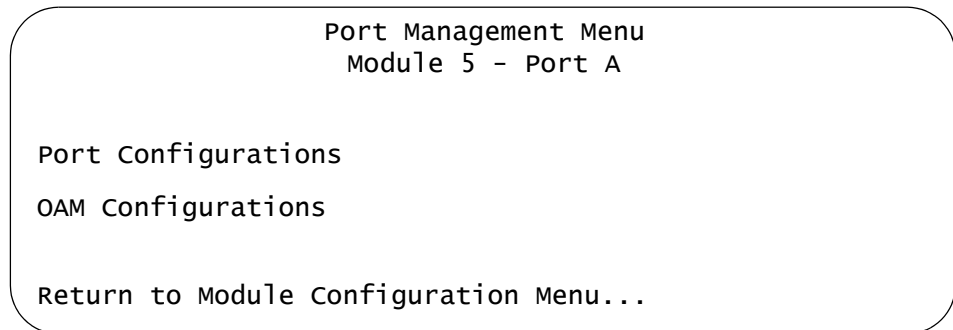 Port Management Menu
Module 5 - Port A
Port Configurations
OAM Configurations
Return to Module Configuration Menu...